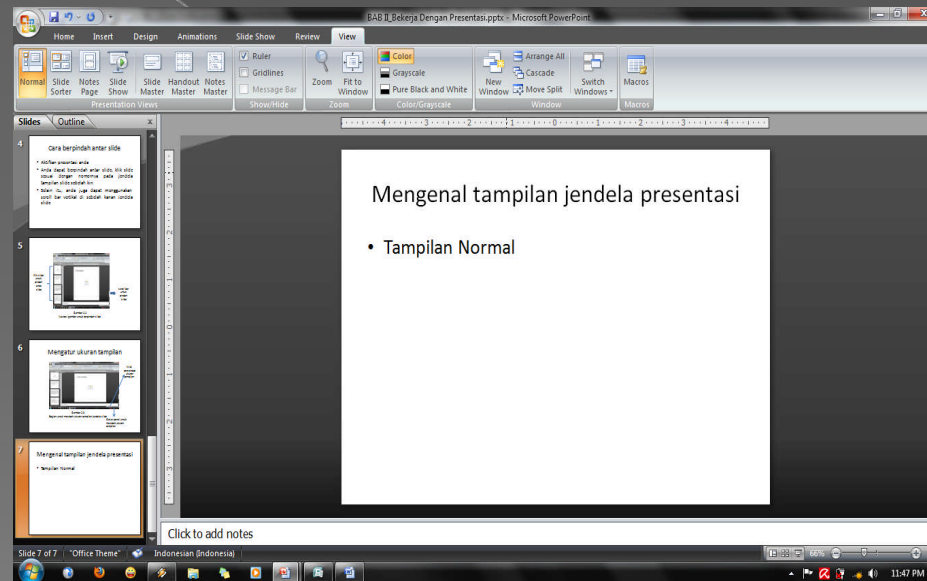 BAB II_Bekerja Dengan Presentasi.pptx - Microsoft PowerPoint
Home Insert Design Animations Slide Show Review View
Normal Slide Sorter Notes Page Slide Show Slide Master Handout Master Notes Master
Presentation Views
Ruler
Gridlines
Message Bar
Show/Hide
Zoom Fit to Window
Zoom
Color
Grayscale
Pure Black and White
Color/Grayscale
New Window
Arrange All
Cascade
Move Split
Switch Windows
Window
Macros
Macros
Slides Outline x
4
Cara berpindah antar slide
5
6
Mengatur ukuran tampilan
7
Mengenal tampilan jendela presentasi
• Tampilan Normal
Mengenal tampilan jendela presentasi
• Tampilan Normal
Click to add notes
Slide 7 of 7 "Office Theme" Indonesian (Indonesia) 66%
11:47 PM